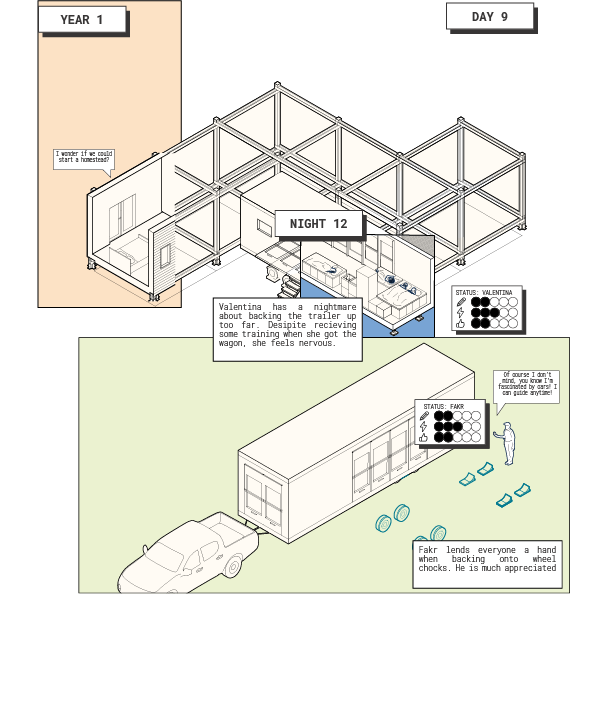 YEAR 1
DAY 9
I wonder if we could
start a homestead?
NIGHT 12
Valentina has a nightmare
about backing the trailer up
too far. Desipite recieving
some training when she got the
wagon, she feels nervous.
STATUS: VALENTINA
Of course I don't
mind, you know I'm
fascinated by cars! I
can guide anytime!
STATUS: FAKR
Fakr lends everyone a hand
when backing onto wheel
chocks. He is much appreciated